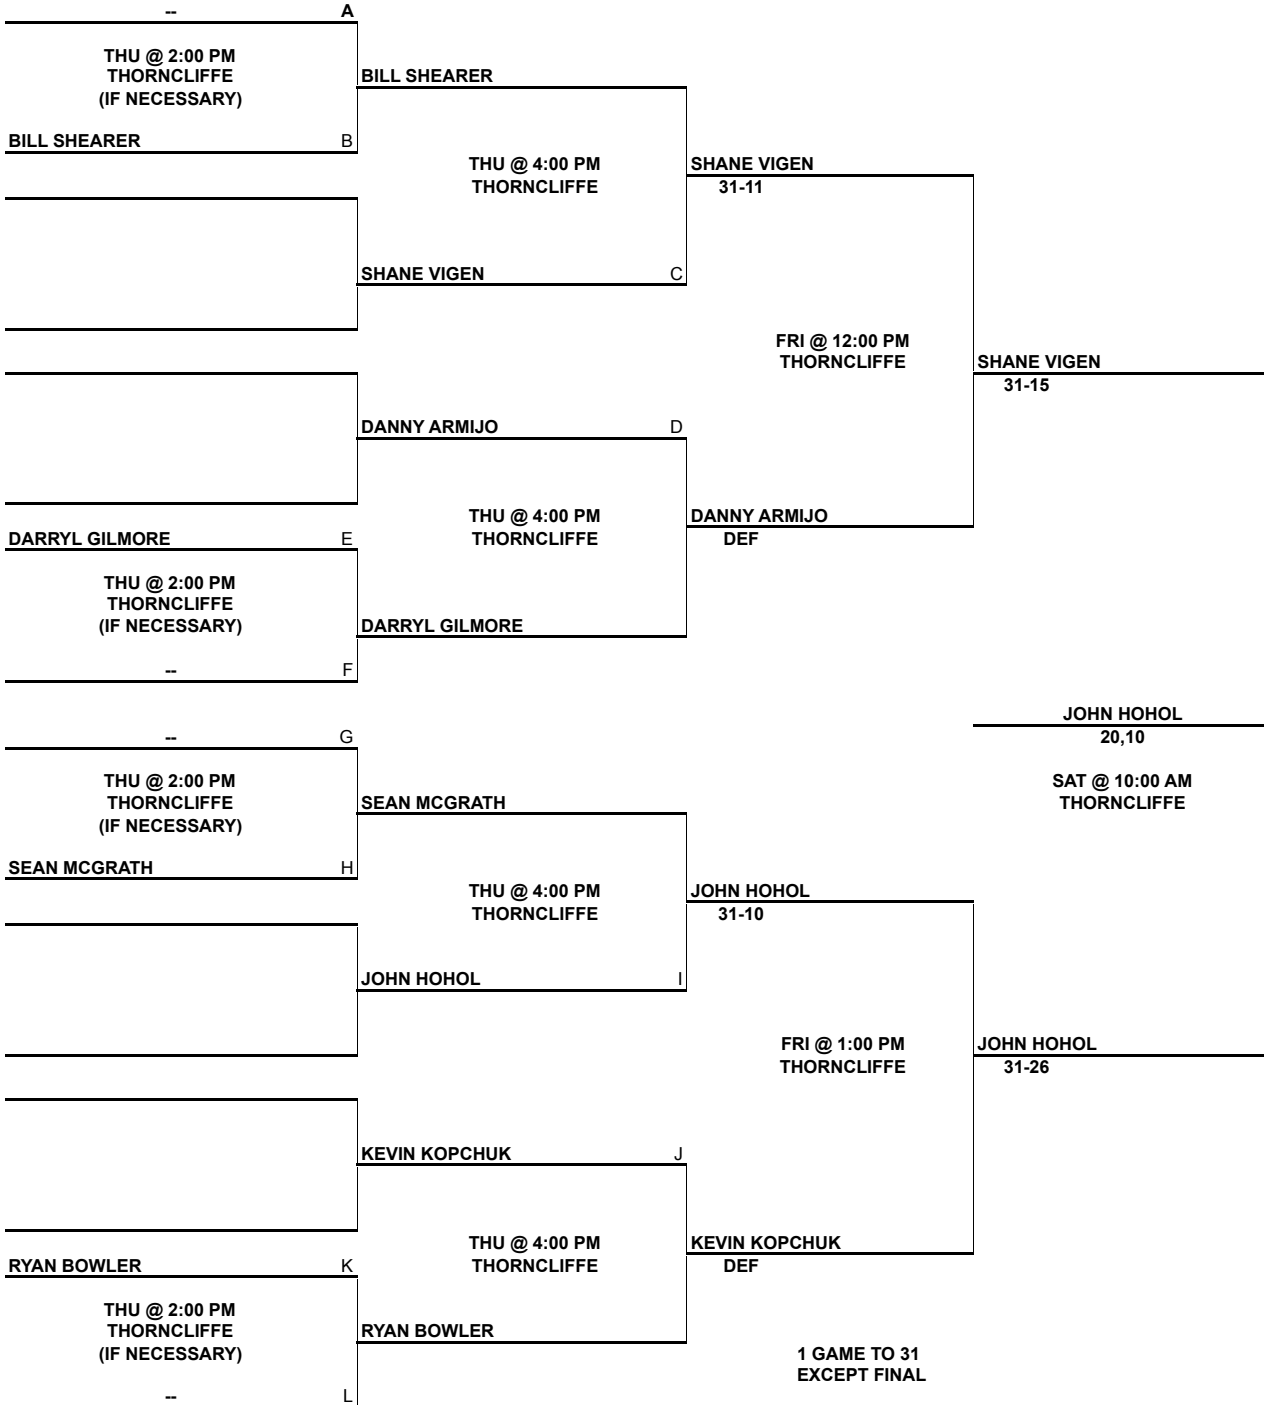 -- A
THU @ 2:00 PM
THORNCLIFFE
(IF NECESSARY)
BILL SHEARER
BILL SHEARER B
THU @ 4:00 PM
THORNCLIFFE
SHANE VIGEN
31-11
SHANE VIGEN C
FRI @ 12:00 PM
THORNCLIFFE
SHANE VIGEN
31-15
DANNY ARMIJO D
THU @ 4:00 PM
THORNCLIFFE
DANNY ARMIJO
DEF
DARRYL GILMORE E
THU @ 2:00 PM
THORNCLIFFE
(IF NECESSARY)
DARRYL GILMORE
-- F
JOHN HOHOL
20,10
SAT @ 10:00 AM
THORNCLIFFE
-- G
THU @ 2:00 PM
THORNCLIFFE
(IF NECESSARY)
SEAN MCGRATH
SEAN MCGRATH H
THU @ 4:00 PM
THORNCLIFFE
JOHN HOHOL
31-10
JOHN HOHOL I
FRI @ 1:00 PM
THORNCLIFFE
JOHN HOHOL
31-26
KEVIN KOPCHUK J
THU @ 4:00 PM
THORNCLIFFE
KEVIN KOPCHUK
DEF
RYAN BOWLER K
THU @ 2:00 PM
THORNCLIFFE
(IF NECESSARY)
RYAN BOWLER
1 GAME TO 31
EXCEPT FINAL
-- L